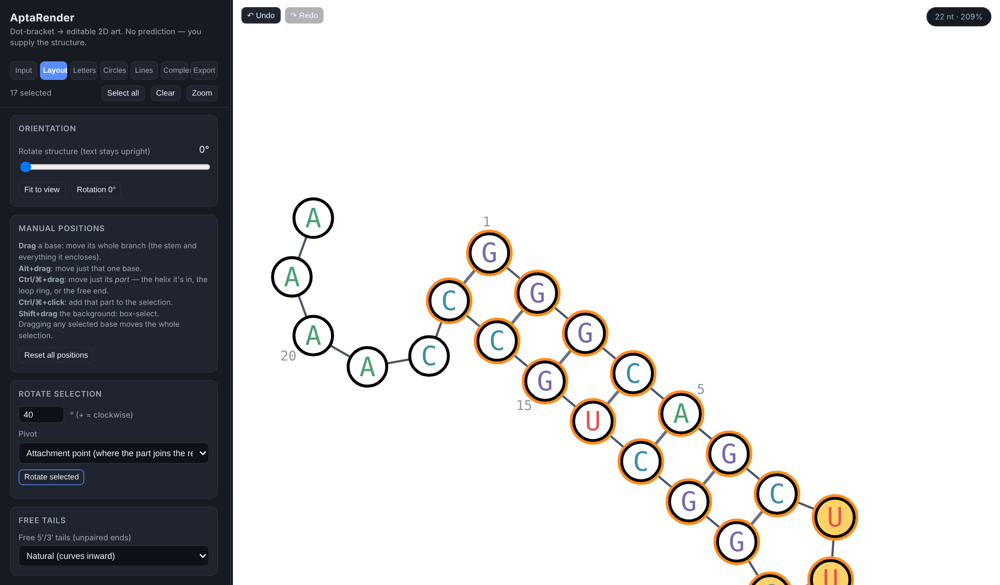 AptaRender
Dot-bracket → editable 2D art. No prediction — you
supply the structure.
Input
Layout
Letters
Circles
Lines
Complex
Export
17 selected
Select all
Clear
Zoom
ORIENTATION
Rotate structure (text stays upright)
0°
Fit to view
Rotation 0°
MANUAL POSITIONS
Drag a base: move its whole branch (the stem and
everything it encloses).
Alt+drag: move just that one base.
Ctrl/⌘+drag: move just its part — the helix it's in, the
loop ring, or the free end.
Ctrl/⌘+click: add that part to the selection.
Shift+drag the background: box-select.
Dragging any selected base moves the whole
selection.
Reset all positions
ROTATE SELECTION
40
° (+ = clockwise)
Pivot
Attachment point (where the part joins the re
Rotate selected
FREE TAILS
Free 5′/3′ tails (unpaired ends)
Natural (curves inward)
↶ Undo
↷ Redo
22 nt · 209%
A
1
G
A
G
C
A
G
C
20
C
A
C
G
5
15
U
A
C
G
G
C
G
U
U